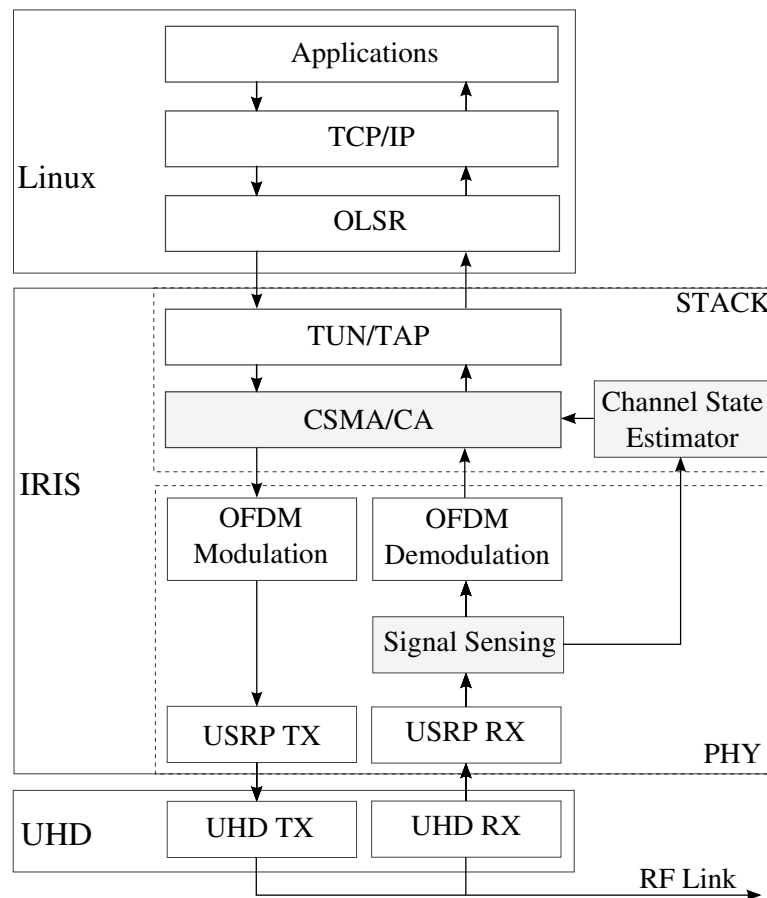 Applications
TCP/IP
Linux
OLSR
STACK
TUN/TAP
CSMA/CA
Channel State
Estimator
IRIS
OFDM
Modulation
OFDM
Demodulation
Signal Sensing
USRP TX
USRP RX
PHY
UHD
UHD TX
UHD RX
RF Link